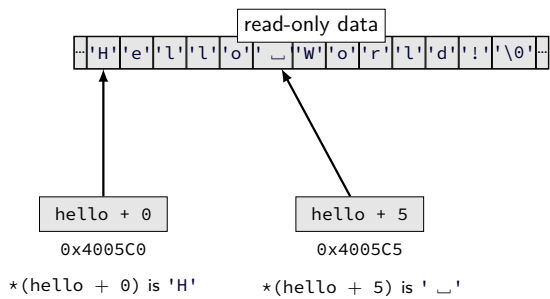 read-only data
... 'H' 'e' 'l' 'l' 'o' '␣' 'W' 'o' 'r' 'l' 'd' '!' '\0' ...
hello + 0 hello + 5
0x4005C0 0x4005C5
*(hello + 0) is 'H' *(hello + 5) is '␣'